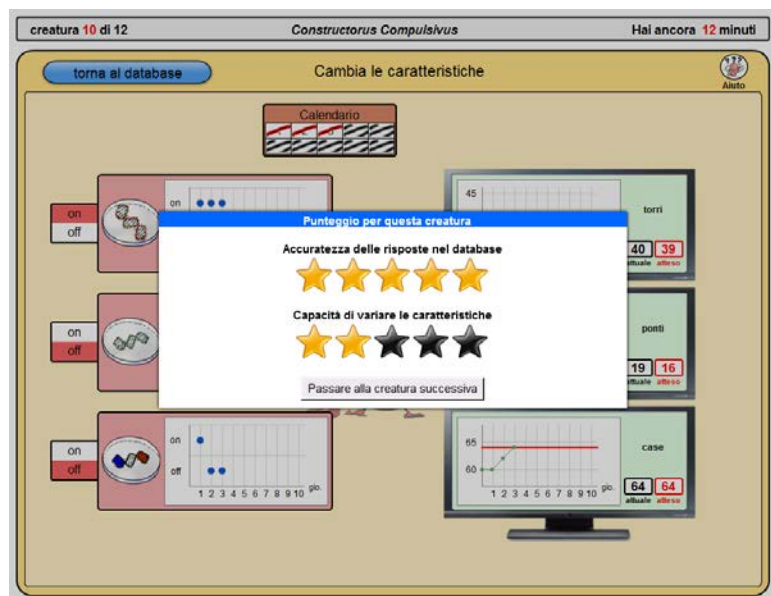 creatura 10 di 12
Constructorus Compulsivus
Hai ancora 12 minuti
torna al database
Cambia le caratteristiche
Aiuto
Calendario
on
off
on
45
torri
40 39
attuale atteso
Punteggio per questa creatura
Accuratezza delle risposte nel database
Capacità di variare le caratteristiche
Passare alla creatura successiva
on
off
ponti
19 16
attuale atteso
on
off
on
off
1 2 3 4 5 6 7 8 9 10 gio.
65
60
1 2 3 4 5 6 7 8 9 10 gio.
case
64 64
attuale atteso